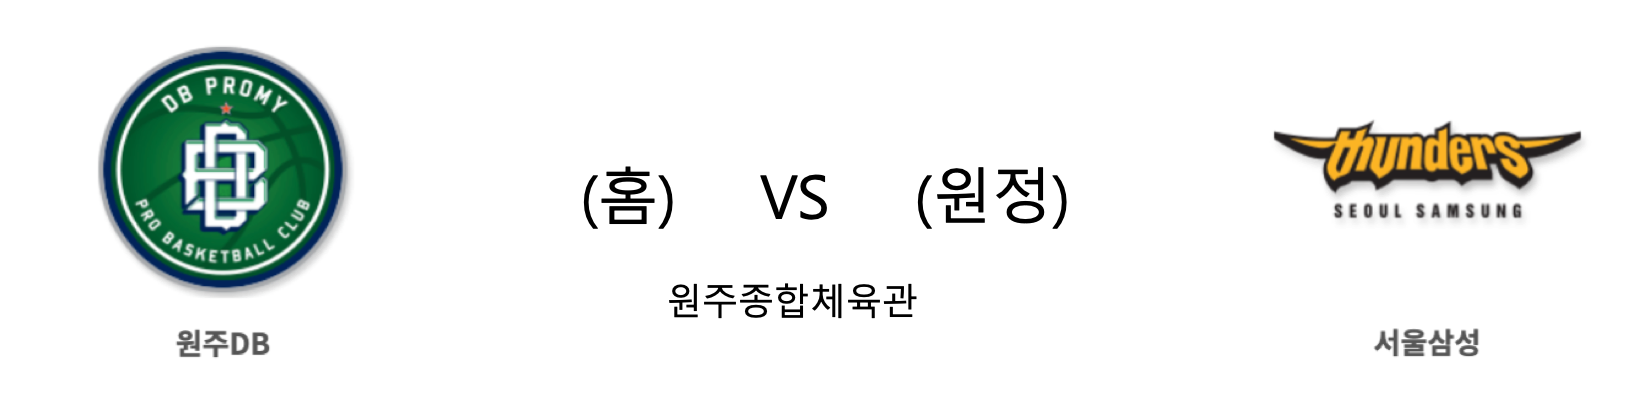 DB PROMY
DB
PRO BASKETBALL CLUB
원주DB
(홈) VS (원정)
원주종합체육관
thunders
SEOUL SAMSUNG
서울삼성